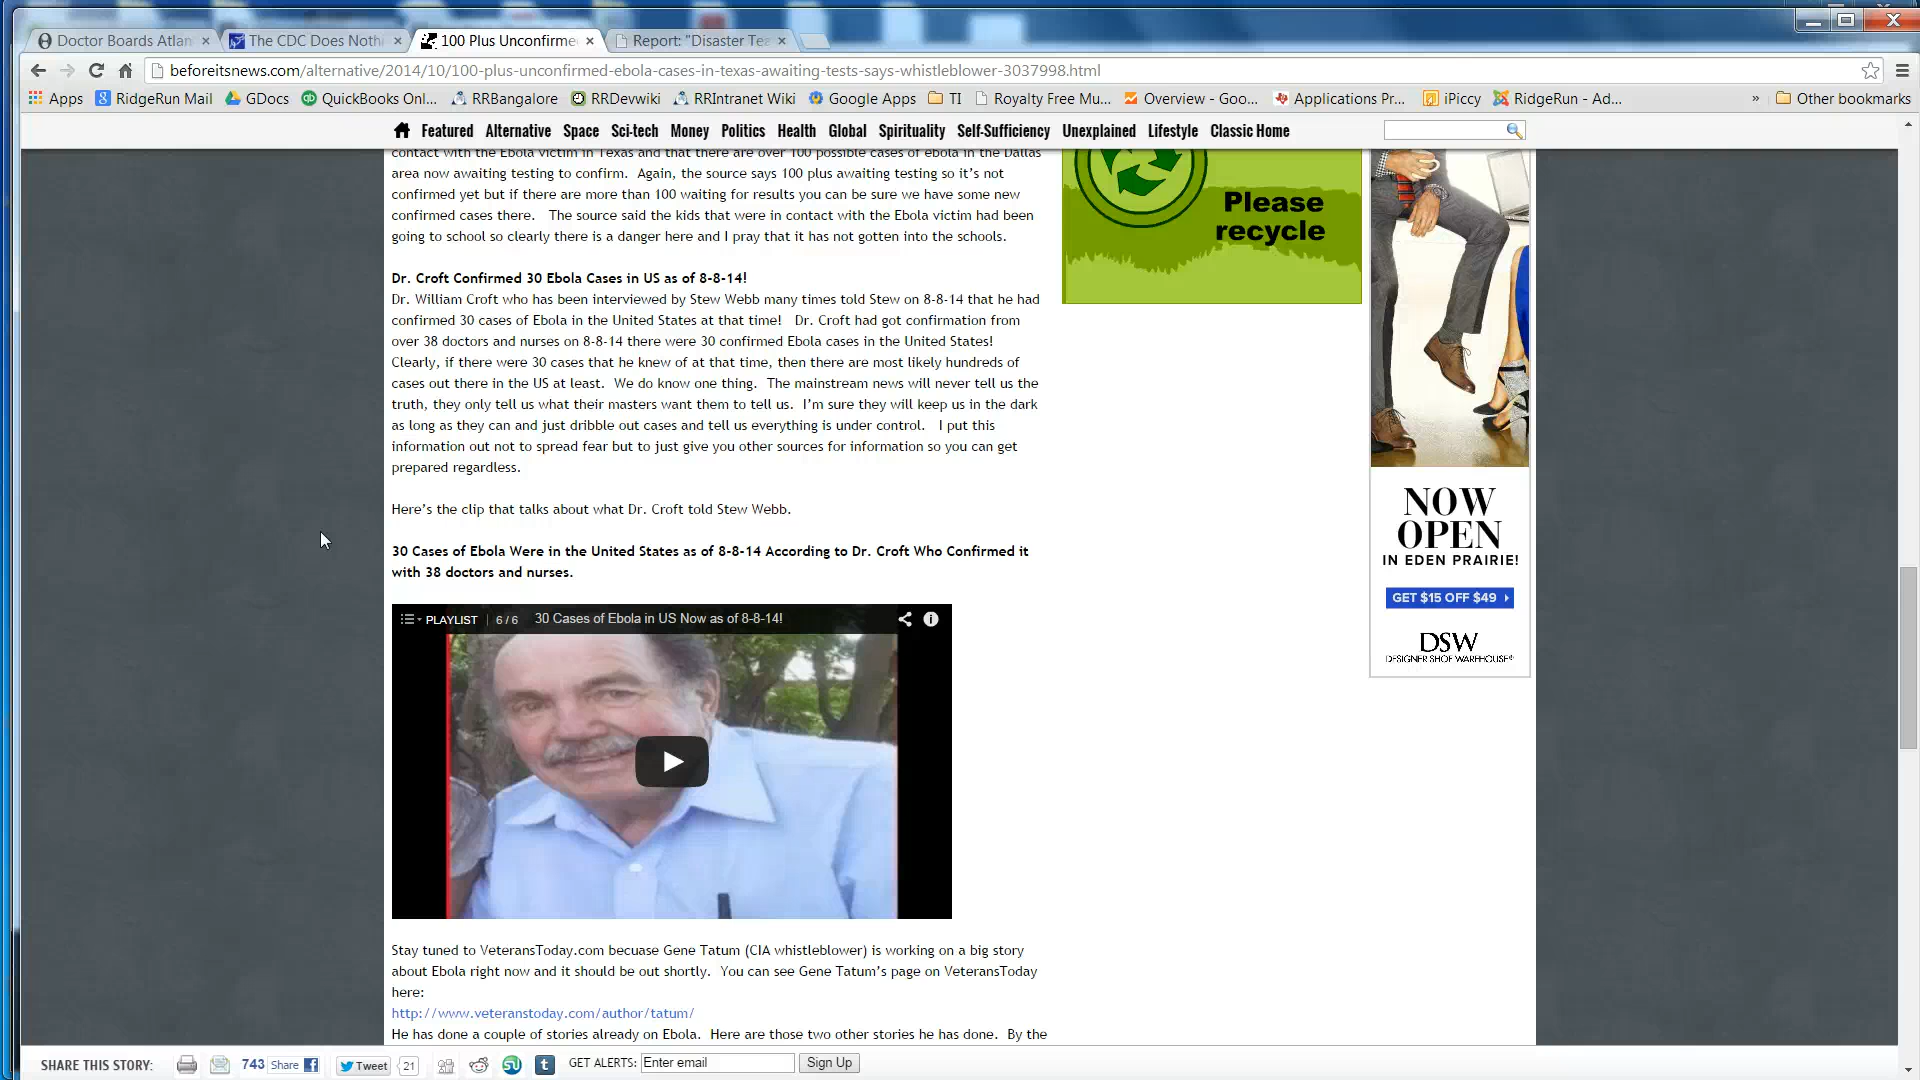 Doctor Boards Atlan
The CDC Does Noth
100 Plus Unconfirme
Report: "Disaster Tea
beforeitsnews.com/alternative/2014/10/100-plus-unconfirmed-ebola-cases-in-texas-awaiting-tests-says-whistleblower-3037998.html
Apps RidgeRun Mail GDocs QuickBooks Onl... RRBangalore RRDevwiki RRIntranet Wiki Google Apps TI Royalty Free Mu... Overview - Goo... Applications Pr... iPiccy RidgeRun - Ad... » Other bookmarks
Featured Alternative Space Sci-tech Money Politics Health Global Spirituality Self-Sufficiency Unexplained Lifestyle Classic Home
contact with the Ebola victim in Texas and that there are over 100 possible cases of ebola in the Dallas
area now awaiting testing to confirm. Again, the source says 100 plus awaiting testing so it's not
confirmed yet but if there are more than 100 waiting for results you can be sure we have some new
confirmed cases there. The source said the kids that were in contact with the Ebola victim had been
going to school so clearly there is a danger here and I pray that it has not gotten into the schools.
Dr. Croft Confirmed 30 Ebola Cases in US as of 8-8-14!
Dr. William Croft who has been interviewed by Stew Webb many times told Stew on 8-8-14 that he had
confirmed 30 cases of Ebola in the United States at that time! Dr. Croft had got confirmation from
over 38 doctors and nurses on 8-8-14 there were 30 confirmed Ebola cases in the United States!
Clearly, if there were 30 cases that he knew of at that time, then there are most likely hundreds of
cases out there in the US at least. We do know one thing. The mainstream news will never tell us the
truth, they only tell us what their masters want them to tell us. I'm sure they will keep us in the dark
as long as they can and just dribble out cases and tell us everything is under control. I put this
information out not to spread fear but to just give you other sources for information so you can get
prepared regardless.
Here's the clip that talks about what Dr. Croft told Stew Webb.
30 Cases of Ebola Were in the United States as of 8-8-14 According to Dr. Croft Who Confirmed it
with 38 doctors and nurses.
PLAYLIST 6/6 30 Cases of Ebola in US Now as of 8-8-14!
Stay tuned to VeteransToday.com becuase Gene Tatum (CIA whistleblower) is working on a big story
about Ebola right now and it should be out shortly. You can see Gene Tatum's page on VeteransToday
here:
http://www.veteranstoday.com/author/tatum/
He has done a couple of stories already on Ebola. Here are those two other stories he has done. By the
Please
recycle
NOW
OPEN
IN EDEN PRAIRIE!
GET $15 OFF $49
DSW
DESIGNER SHOE WAREHOUSE®
SHARE THIS STORY: 743 Share Tweet 21 GET ALERTS: Enter email Sign Up